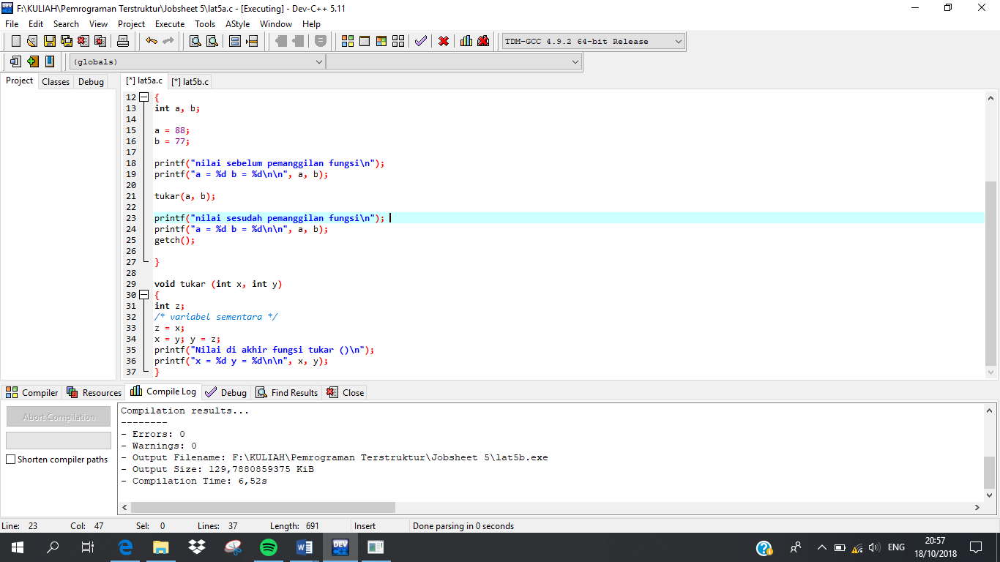 F:\KULIAH\Pemrograman Terstruktur\Jobsheet 5\lat5a.c - [Executing] - Dev-C++ 5.11
File Edit Search View Project Execute Tools AStyle Window Help
TDM-GCC 4.9.2 64-bit Release
(globals)
Project Classes Debug
[*] lat5a.c [*] lat5b.c
12 {
13 int a, b;
14
15 a = 88;
16 b = 77;
17
18 printf("nilai sebelum pemanggilan fungsi\n");
19 printf("a = %d b = %d\n\n", a, b);
20
21 tukar(a, b);
22
23 printf("nilai sesudah pemanggilan fungsi\n");
24 printf("a = %d b = %d\n\n", a, b);
25 getch();
26
27 }
28
29 void tukar (int x, int y)
30 {
31 int z;
32 /* variabel sementara */
33 z = x;
34 x = y; y = z;
35 printf("Nilai di akhir fungsi tukar ()\n");
36 printf("x = %d y = %d\n\n", x, y);
37 }
Compiler Resources Compile Log Debug Find Results Close
Abort Compilation
Shorten compiler paths
Compilation results...
--------
- Errors: 0
- Warnings: 0
- Output Filename: F:\KULIAH\Pemrograman Terstruktur\Jobsheet 5\lat5b.exe
- Output Size: 129,7880859375 KiB
- Compilation Time: 6,52s
Line: 23 Col: 47 Sel: 0 Lines: 37 Length: 691 Insert Done parsing in 0 seconds
ENG
20:57
18/10/2018